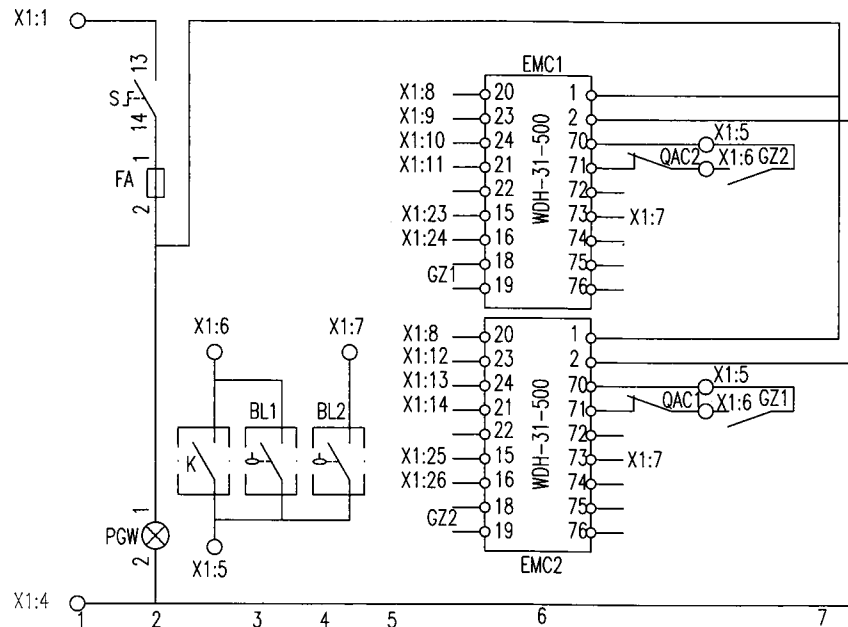 X1:1
13
S
14
1
FA
2
EMC1
X1:8 20 1
X1:9 23 2
X1:10 24 70 X1:5
X1:11 21 71 QAC2 X1:6 GZ2
22 72
X1:23 15 73 X1:7
X1:24 16 74
GZ1 18 75
19 76
WDH-31-500
X1:6 X1:7
BL1 BL2
K
X1:5
X1:8 20 1
X1:12 23 2
X1:13 24 70 X1:5
X1:14 21 71 QAC1 X1:6 GZ1
22 72
X1:25 15 73 X1:7
X1:26 16 74
GZ2 18 75
19 76
WDH-31-500
EMC2
1
PGW
2
X1:4
1 2 3 4 5 6 7